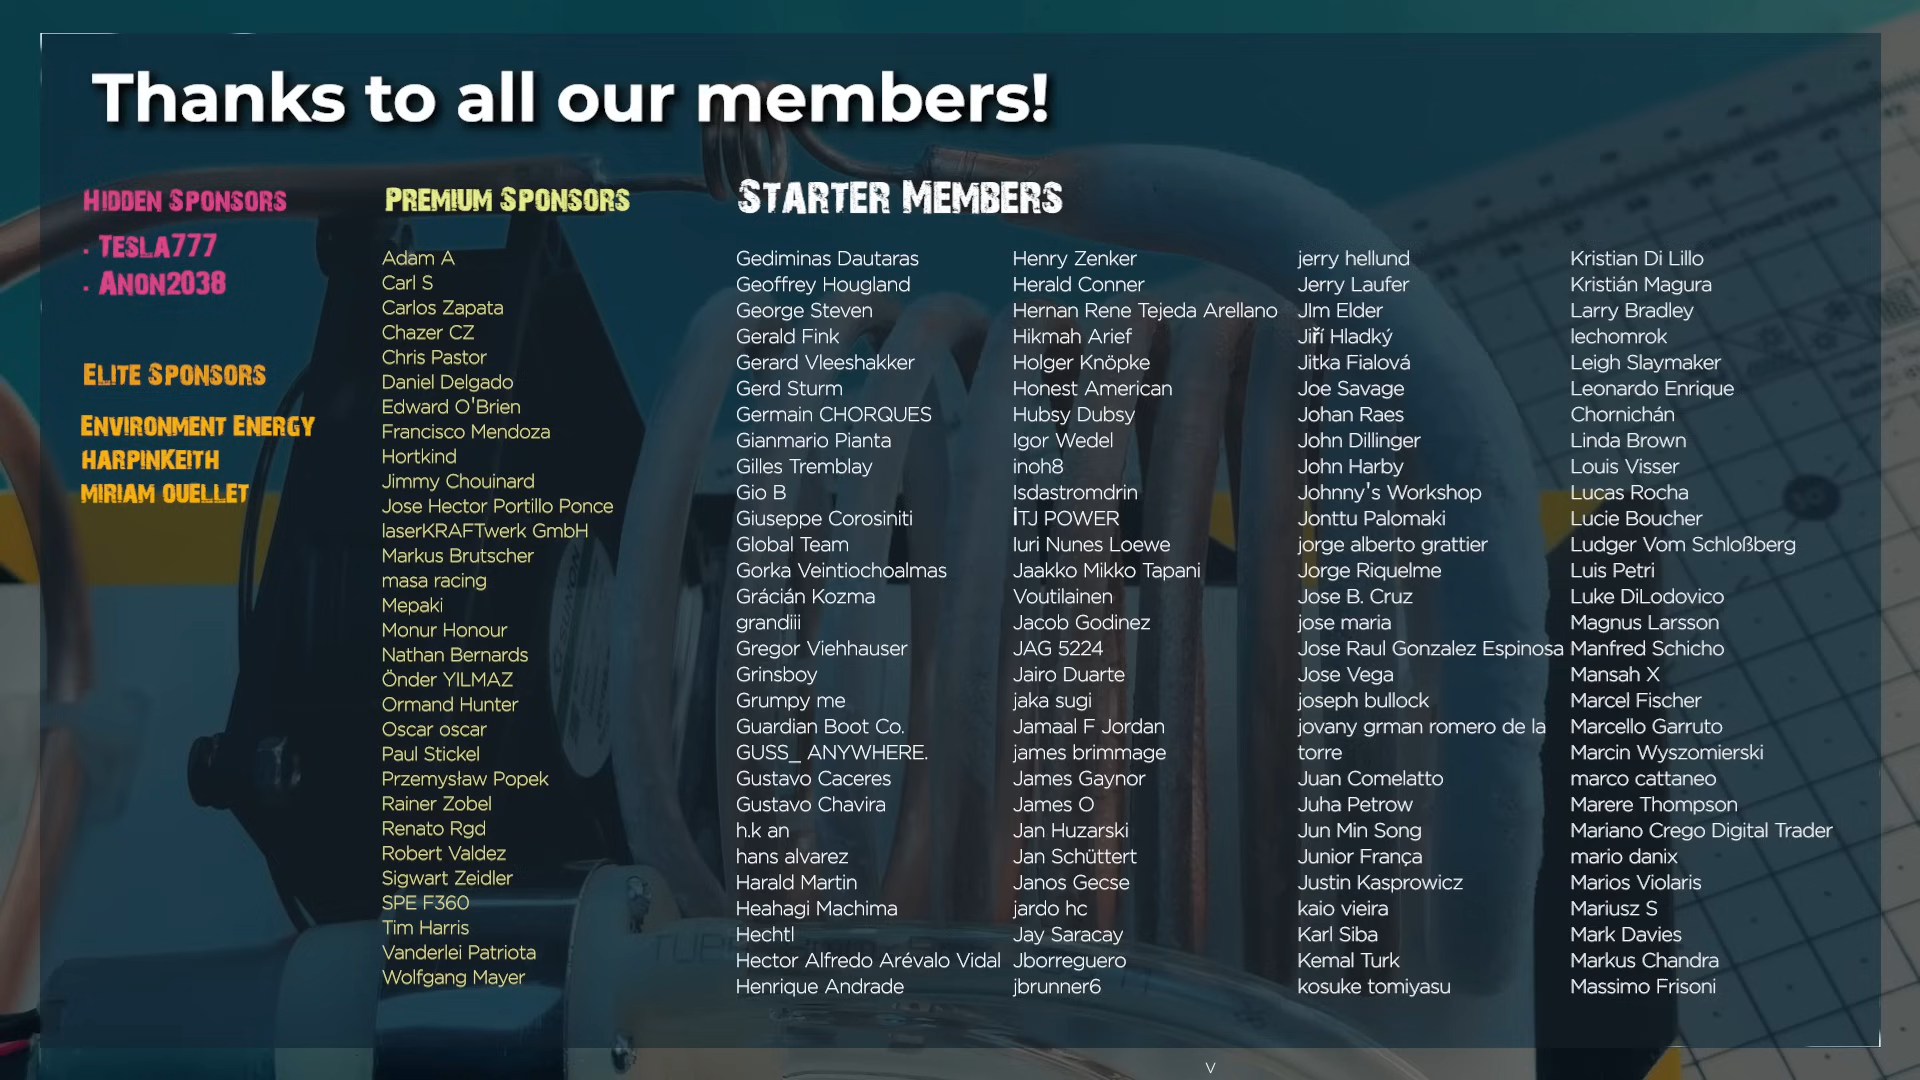 Thanks to all our members!
HIDDEN SPONSORS
. TESLA777
. ANON2038
ELITE SPONSORS
ENVIRONMENT ENERGY
HARPINKEITH
MIRIAM OUELLET
PREMIUM SPONSORS
Adam A
Carl S
Carlos Zapata
Chazer CZ
Chris Pastor
Daniel Delgado
Edward O'Brien
Francisco Mendoza
Hortkind
Jimmy Chouinard
Jose Hector Portillo Ponce
laserKRAFTwerk GmbH
Markus Brutscher
masa racing
Mepaki
Monur Honour
Nathan Bernards
Önder YILMAZ
Ormand Hunter
Oscar oscar
Paul Stickel
Przemysław Popek
Rainer Zobel
Renato Rgd
Robert Valdez
Sigwart Zeidler
SPE F360
Tim Harris
Vanderlei Patriota
Wolfgang Mayer
STARTER MEMBERS
Gediminas Dautaras
Geoffrey Hougland
George Steven
Gerald Fink
Gerard Vleeshakker
Gerd Sturm
Germain CHORQUES
Gianmario Pianta
Gilles Tremblay
Gio B
Giuseppe Corosiniti
Global Team
Gorka Veintiochoalmas
Grácián Kozma
grandiii
Gregor Viehhauser
Grinsboy
Grumpy me
Guardian Boot Co.
GUSS_ ANYWHERE.
Gustavo Caceres
Gustavo Chavira
h.k an
hans alvarez
Harald Martin
Heahagi Machima
Hechtl
Hector Alfredo Arévalo Vidal
Henrique Andrade
Henry Zenker
Herald Conner
Hernan Rene Tejeda Arellano
Hikmah Arief
Holger Knöpke
Honest American
Hubsy Dubsy
Igor Wedel
inoh8
Isdastromdrin
İTJ POWER
Iuri Nunes Loewe
Jaakko Mikko Tapani
Voutilainen
Jacob Godinez
JAG 5224
Jairo Duarte
jaka sugi
Jamaal F Jordan
james brimmage
James Gaynor
James O
Jan Huzarski
Jan Schüttert
Janos Gecse
jardo hc
Jay Saracay
Jborreguero
jbrunner6
jerry hellund
Jerry Laufer
JIm Elder
Jiří Hladký
Jitka Fialová
Joe Savage
Johan Raes
John Dillinger
John Harby
Johnny's Workshop
Jonttu Palomaki
jorge alberto grattier
Jorge Riquelme
Jose B. Cruz
jose maria
Jose Raul Gonzalez Espinosa
Jose Vega
joseph bullock
jovany grman romero de la
torre
Juan Comelatto
Juha Petrow
Jun Min Song
Junior França
Justin Kasprowicz
kaio vieira
Karl Siba
Kemal Turk
kosuke tomiyasu
Kristian Di Lillo
Kristián Magura
Larry Bradley
lechomrok
Leigh Slaymaker
Leonardo Enrique
Chornichán
Linda Brown
Louis Visser
Lucas Rocha
Lucie Boucher
Ludger Vom Schloßberg
Luis Petri
Luke DiLodovico
Magnus Larsson
Manfred Schicho
Mansah X
Marcel Fischer
Marcello Garruto
Marcin Wyszomierski
marco cattaneo
Marere Thompson
Mariano Crego Digital Trader
mario danix
Marios Violaris
Mariusz S
Mark Davies
Markus Chandra
Massimo Frisoni
V